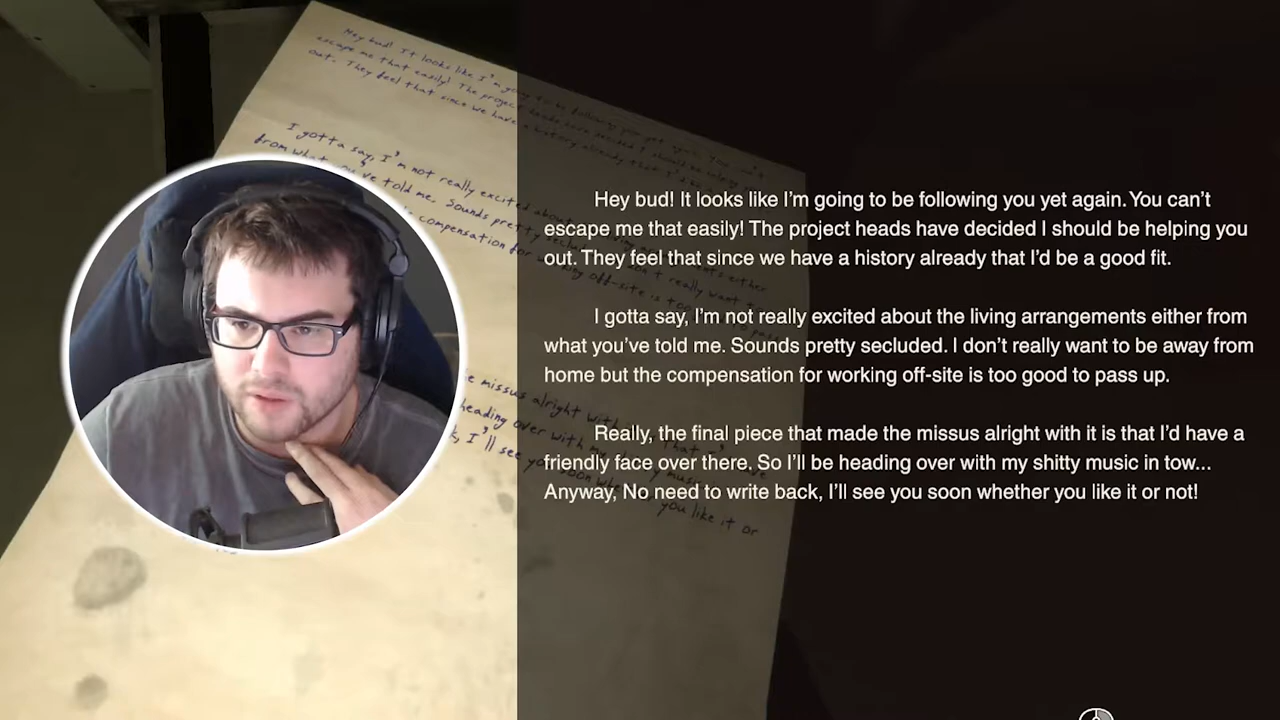 Hey bud! It looks like I'm going to be following you yet again. You can't
escape me that easily! The project heads have decided I should be helping you
out. They feel that since we have a history already that I'd be a good fit.
I gotta say, I'm not really excited about the living arrangements either from
what you've told me. Sounds pretty secluded. I don't really want to be away from
home but the compensation for working off-site is too good to pass up.
Really, the final piece that made the missus alright with it is that I'd have a
friendly face over there. So I'll be heading over with my shitty music in tow...
Anyway, No need to write back, I'll see you soon whether you like it or not!